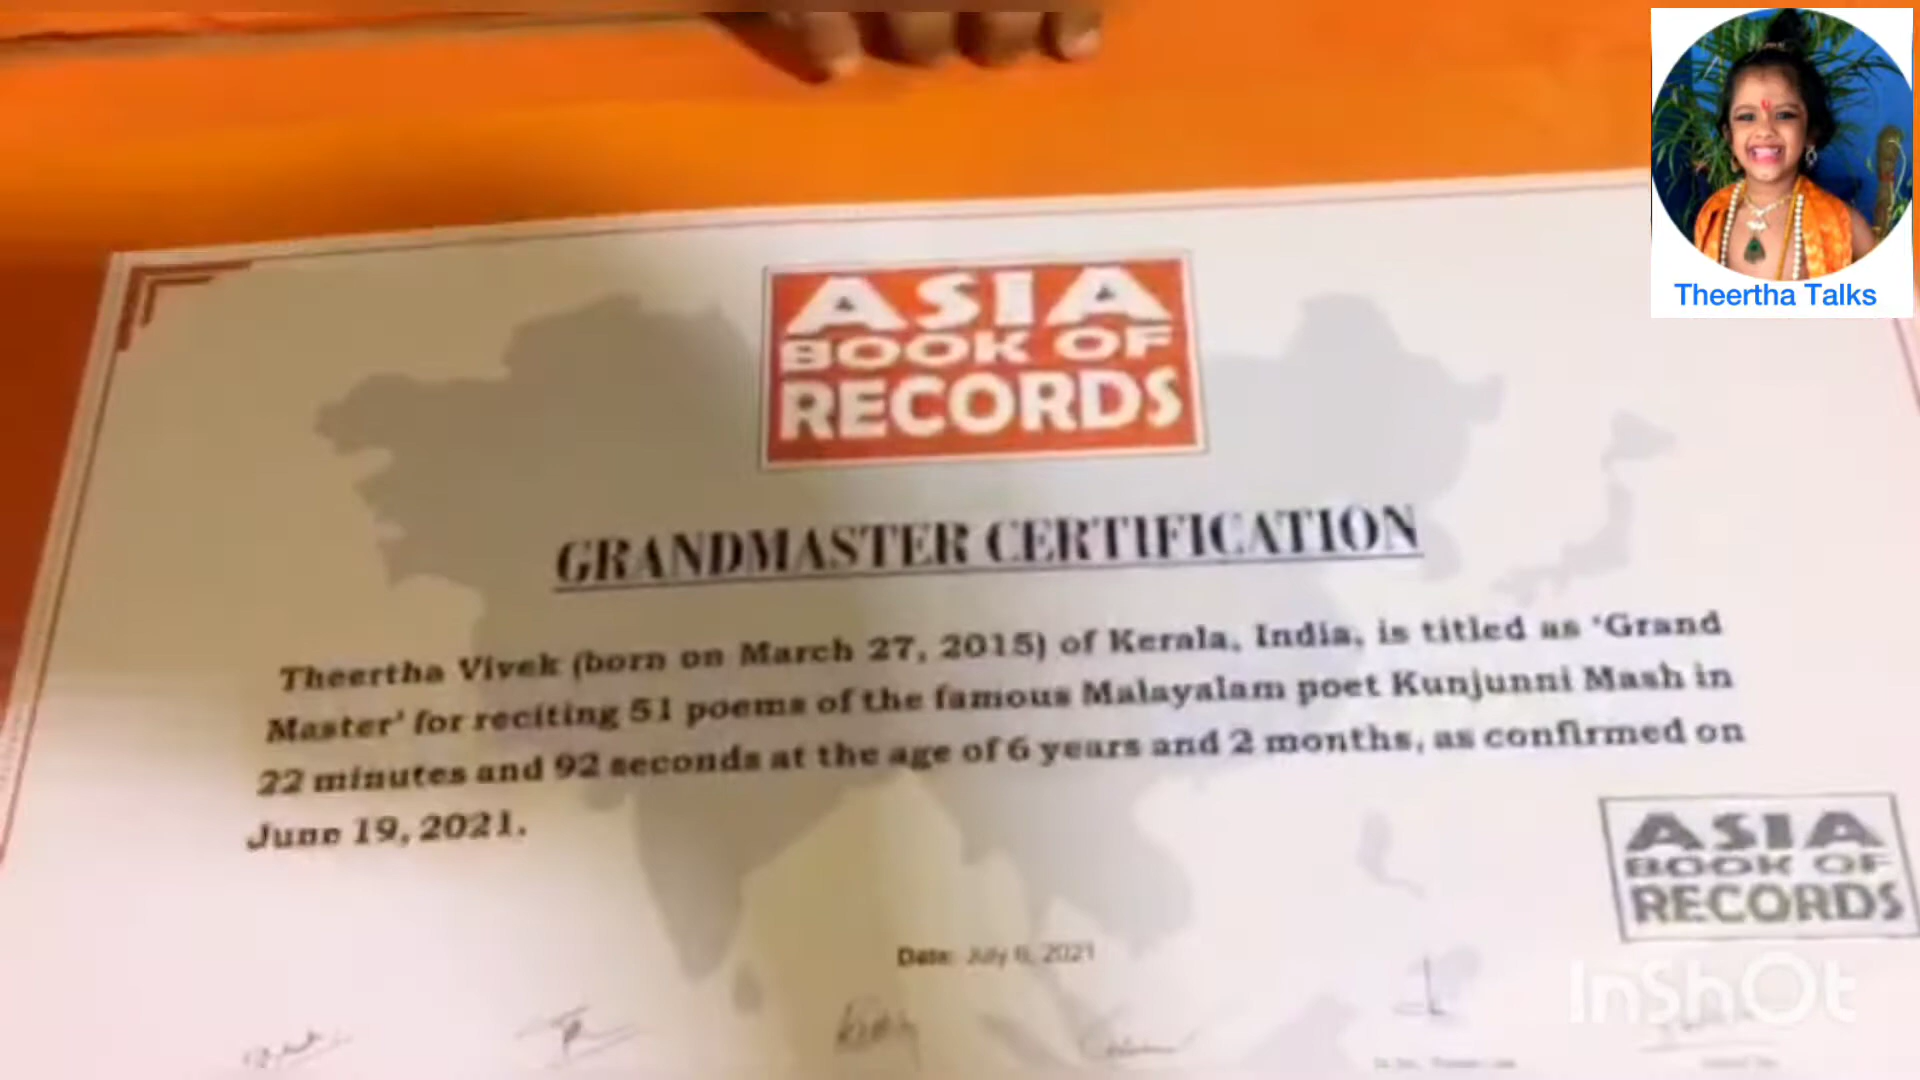 Theertha Talks
ASIA
BOOK OF
RECORDS
GRANDMASTER CERTIFICATION
Theertha Vivek (born on March 27, 2015) of Kerala, India, is titled as ‘Grand
Master’ for reciting 51 poems of the famous Malayalam poet Kunjunni Mash in
22 minutes and 92 seconds at the age of 6 years and 2 months, as confirmed on
June 19, 2021.
ASIA
BOOK OF
RECORDS
Date: July 2021
InShOt